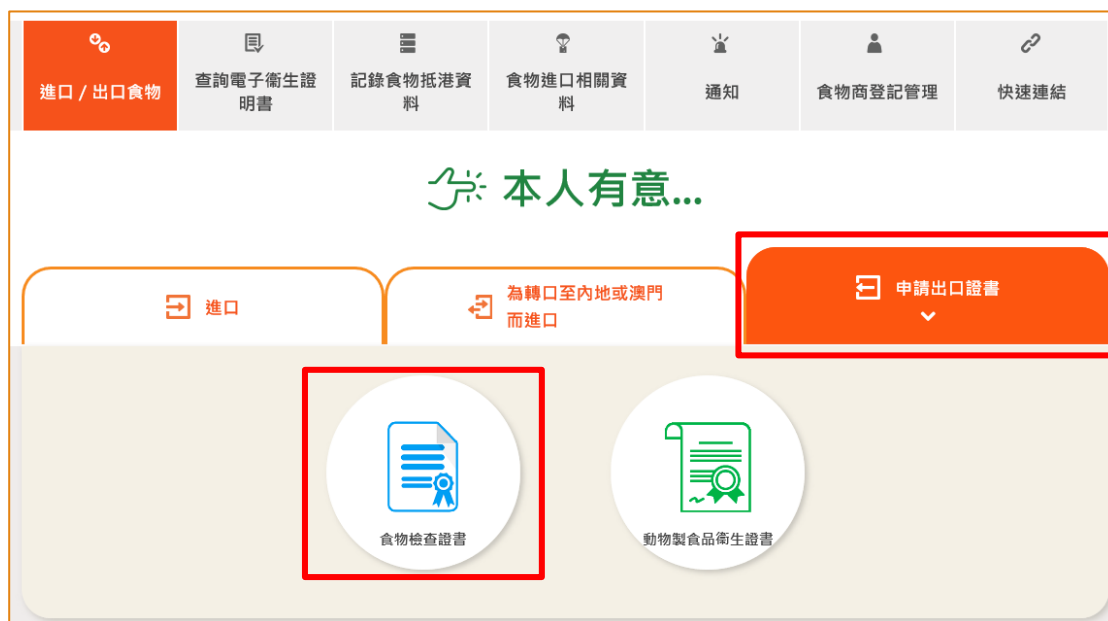 進口 / 出口食物
查詢電子衞生證
明書
記錄食物抵港資
料
食物進口相關資
料
通知
食物商登記管理
快速連結
本人有意...
進口
為轉口至內地或澳門
而進口
申請出口證書
食物檢查證書
動物製食品衞生證書